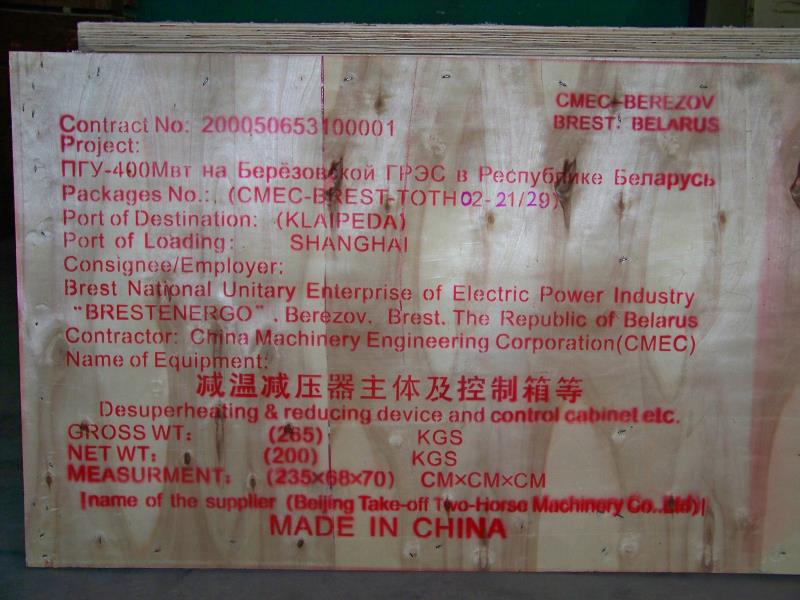 CMEC-BEREZOV
BREST. BELARUS
Contract No: 200050653100001
Project:
ПГУ-400Мвт на Берёзовской ГРЭС в Республике Беларусь
Packages No.:. (CMEC-BREST-TOTH02-21/29)
Port of Destination: (KLAIPEDA)
Port of Loading: SHANGHAI
Consignee/Employer:
Brest National Unitary Enterprise of Electric Power Industry
"BRESTENERGO". Berezov. Brest. The Republic of Belarus
Contractor: China Machinery Engineering Corporation(CMEC)
Name of Equipment:
减温减压器主体及控制箱等
Desuperheating & reducing device and control cabinet etc.
GROSS WT: (265) KGS
NET WT: (200) KGS
MEASURMENT: (235×68×70) CM×CM×CM
|name of the supplier (Beijing Take-off Two-Horse Machinery Co..Ltd)|
MADE IN CHINA